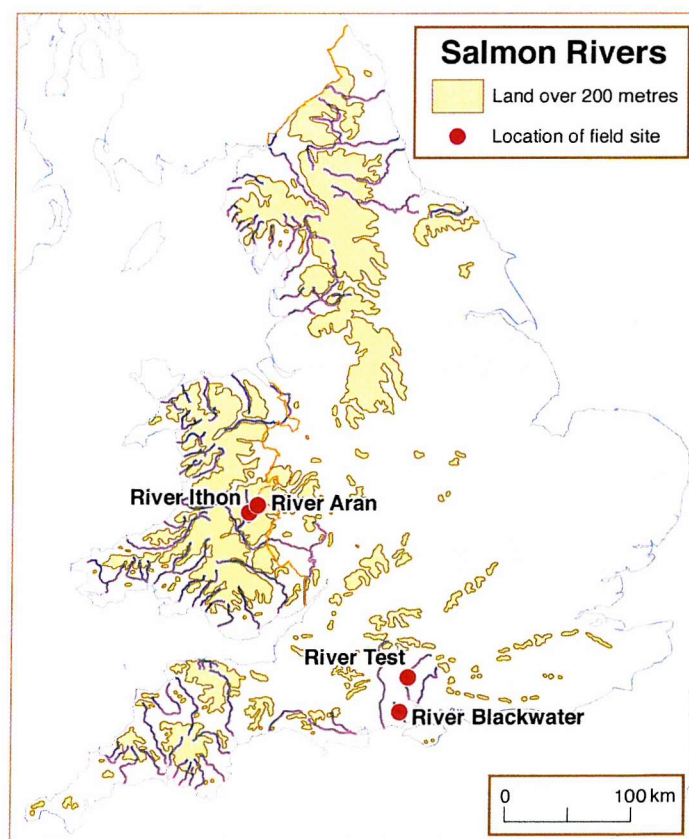 Salmon Rivers
Land over 200 metres
Location of field site
River Ithon
River Aran
River Test
River Blackwater
0 100 km